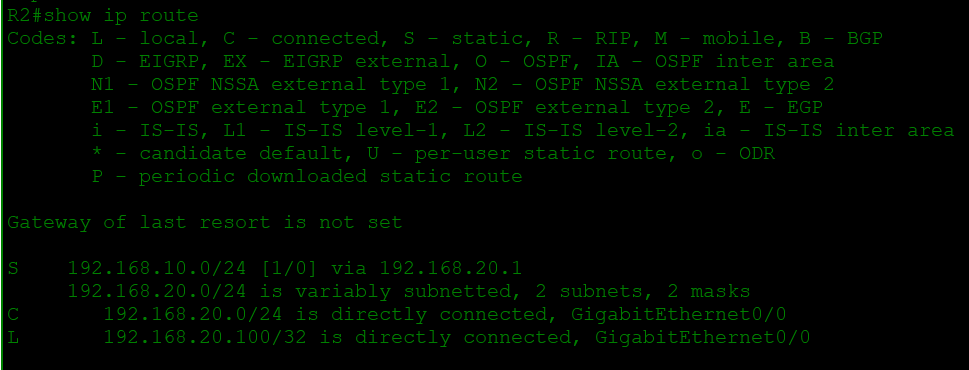 R2#show ip route
Codes: L - local, C - connected, S - static, R - RIP, M - mobile, B - BGP
       D - EIGRP, EX - EIGRP external, O - OSPF, IA - OSPF inter area
       N1 - OSPF NSSA external type 1, N2 - OSPF NSSA external type 2
       E1 - OSPF external type 1, E2 - OSPF external type 2, E - EGP
       i - IS-IS, L1 - IS-IS level-1, L2 - IS-IS level-2, ia - IS-IS inter area
       * - candidate default, U - per-user static route, o - ODR
       P - periodic downloaded static route
Gateway of last resort is not set
S    192.168.10.0/24 [1/0] via 192.168.20.1
     192.168.20.0/24 is variably subnetted, 2 subnets, 2 masks
C       192.168.20.0/24 is directly connected, GigabitEthernet0/0
L       192.168.20.100/32 is directly connected, GigabitEthernet0/0